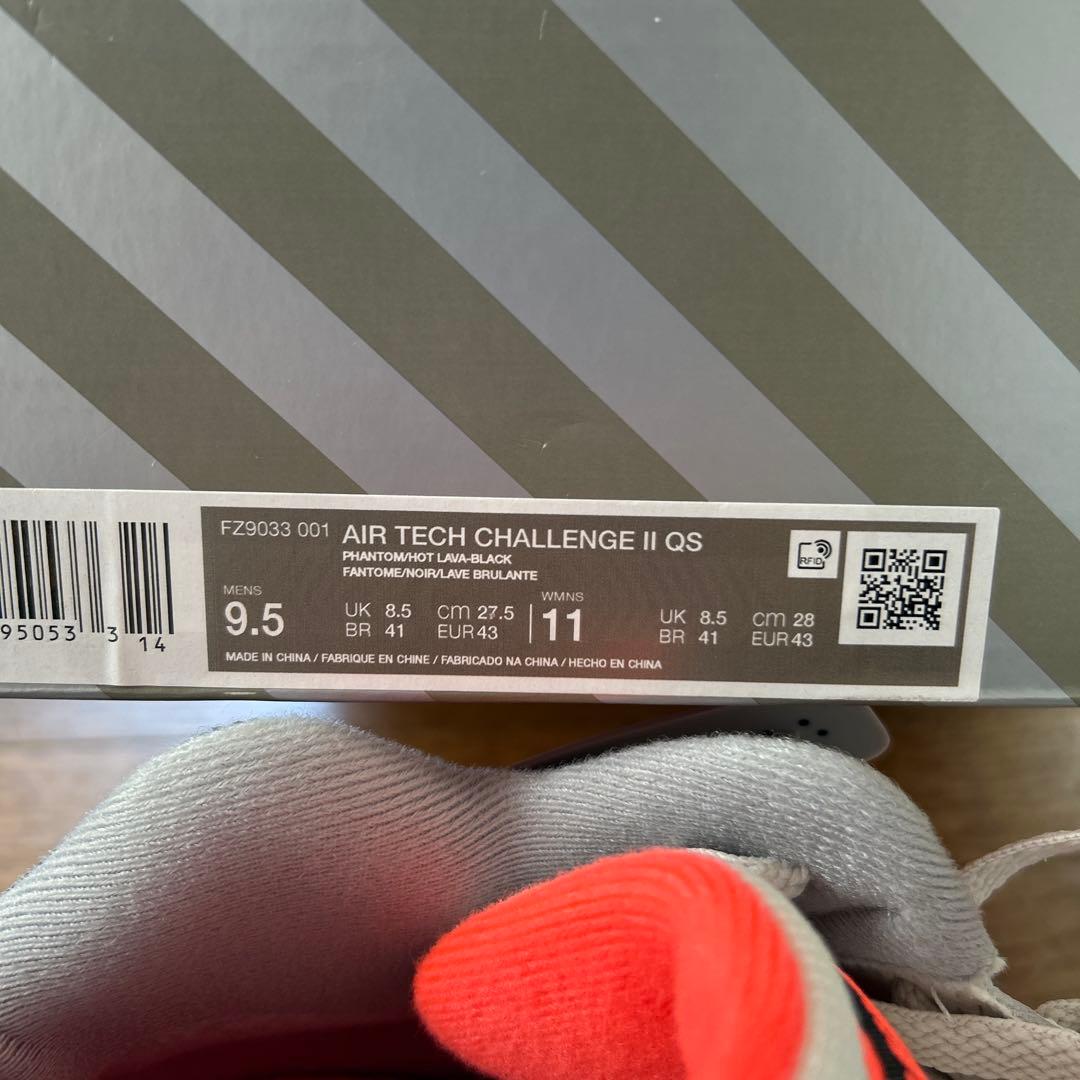 FZ9033 001 AIR TECH CHALLENGE II QS
PHANTOM/HOT LAVA-BLACK
FANTOME/NOIR/LAVE BRULANTE
RFID
MENS
9.5
UK 8.5 cm 27.5
BR 41 EUR 43
WMNS
11
UK 8.5 cm 28
BR 41 EUR 43
MADE IN CHINA / FABRIQUE EN CHINE / FABRICADO NA CHINA / HECHO EN CHINA
95053 3
14